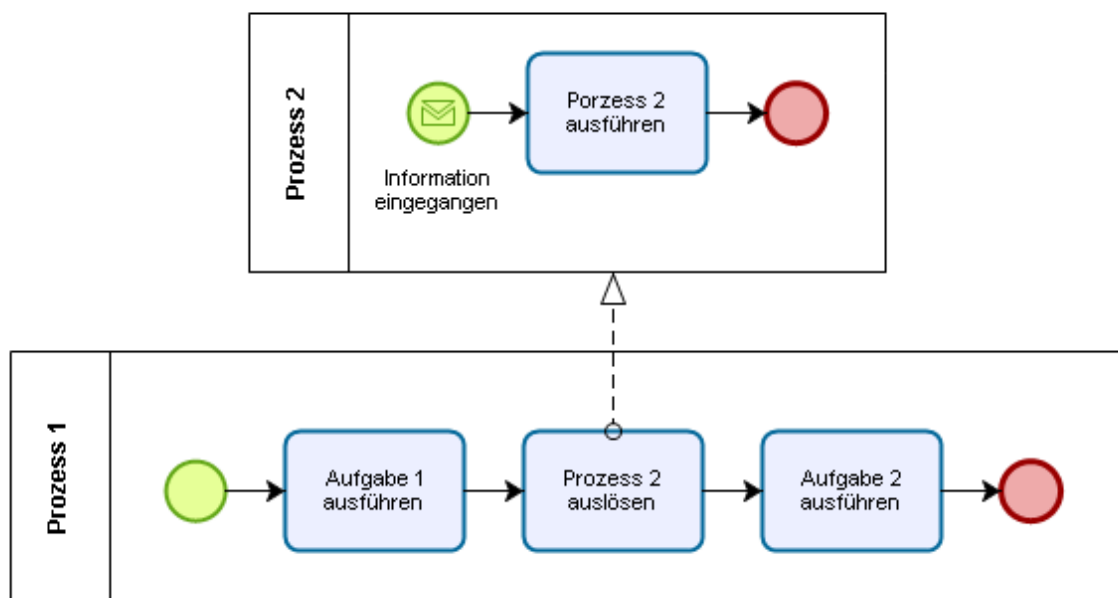 Prozess 2
Porzess 2
ausführen
Information
eingegangen
Prozess 1
Aufgabe 1
ausführen
Prozess 2
auslösen
Aufgabe 2
ausführen